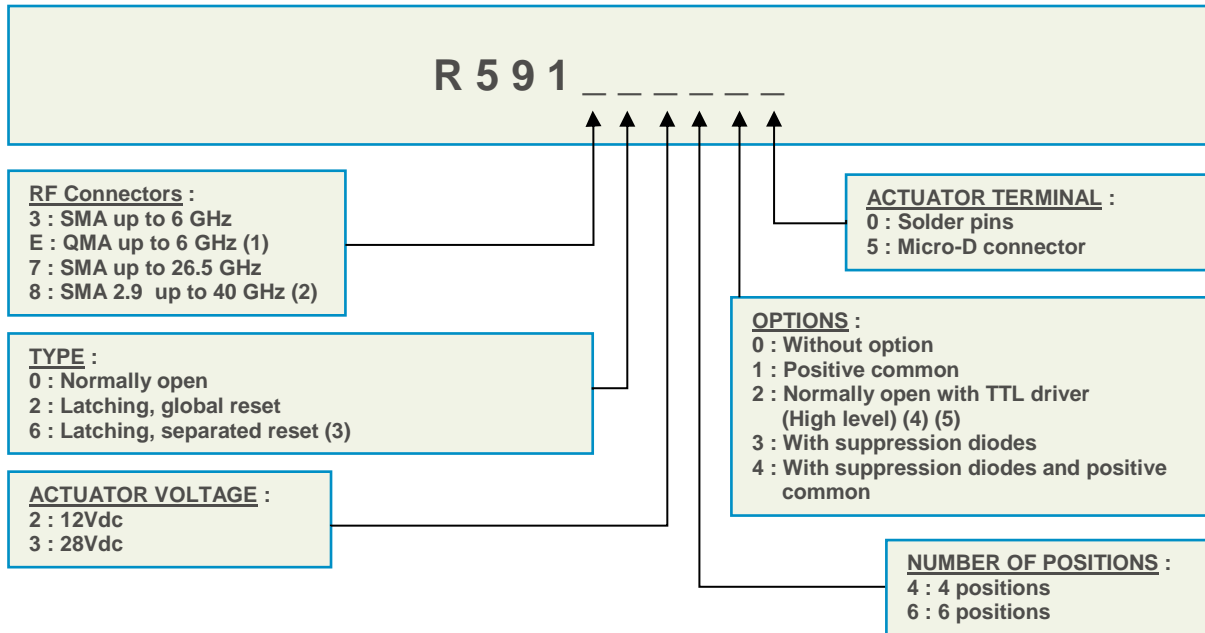 R 5 9 1 _ _ _ _ _ _
RF Connectors :
3 : SMA up to 6 GHz
E : QMA up to 6 GHz (1)
7 : SMA up to 26.5 GHz
8 : SMA 2.9 up to 40 GHz (2)
TYPE :
0 : Normally open
2 : Latching, global reset
6 : Latching, separated reset (3)
ACTUATOR VOLTAGE :
2 : 12Vdc
3 : 28Vdc
ACTUATOR TERMINAL :
0 : Solder pins
5 : Micro-D connector
OPTIONS :
0 : Without option
1 : Positive common
2 : Normally open with TTL driver
(High level) (4) (5)
3 : With suppression diodes
4 : With suppression diodes and positive
common
NUMBER OF POSITIONS :
4 : 4 positions
6 : 6 positions